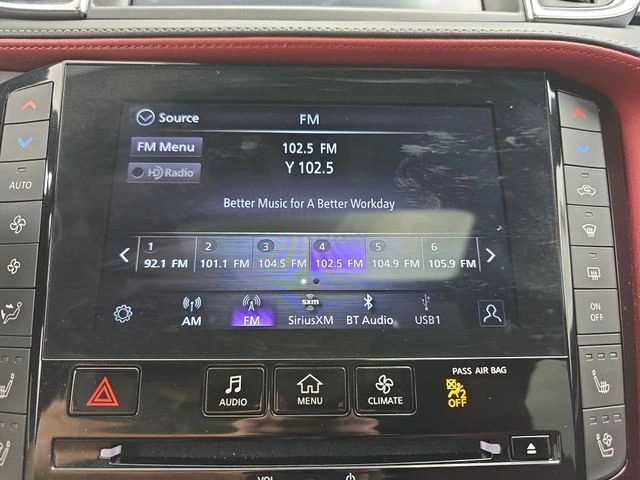 Source FM
FM Menu 102.5 FM
HD Radio Y 102.5
Better Music for A Better Workday
1 2 3 4 5 6
92.1 FM 101.1 FM 104.5 FM 102.5 FM 104.9 FM 105.9 FM
AUTO
ON
OFF
A
sxm
AM FM SiriusXM BT Audio USB1
PASS AIR BAG
OFF
AUDIO MENU CLIMATE
VOL